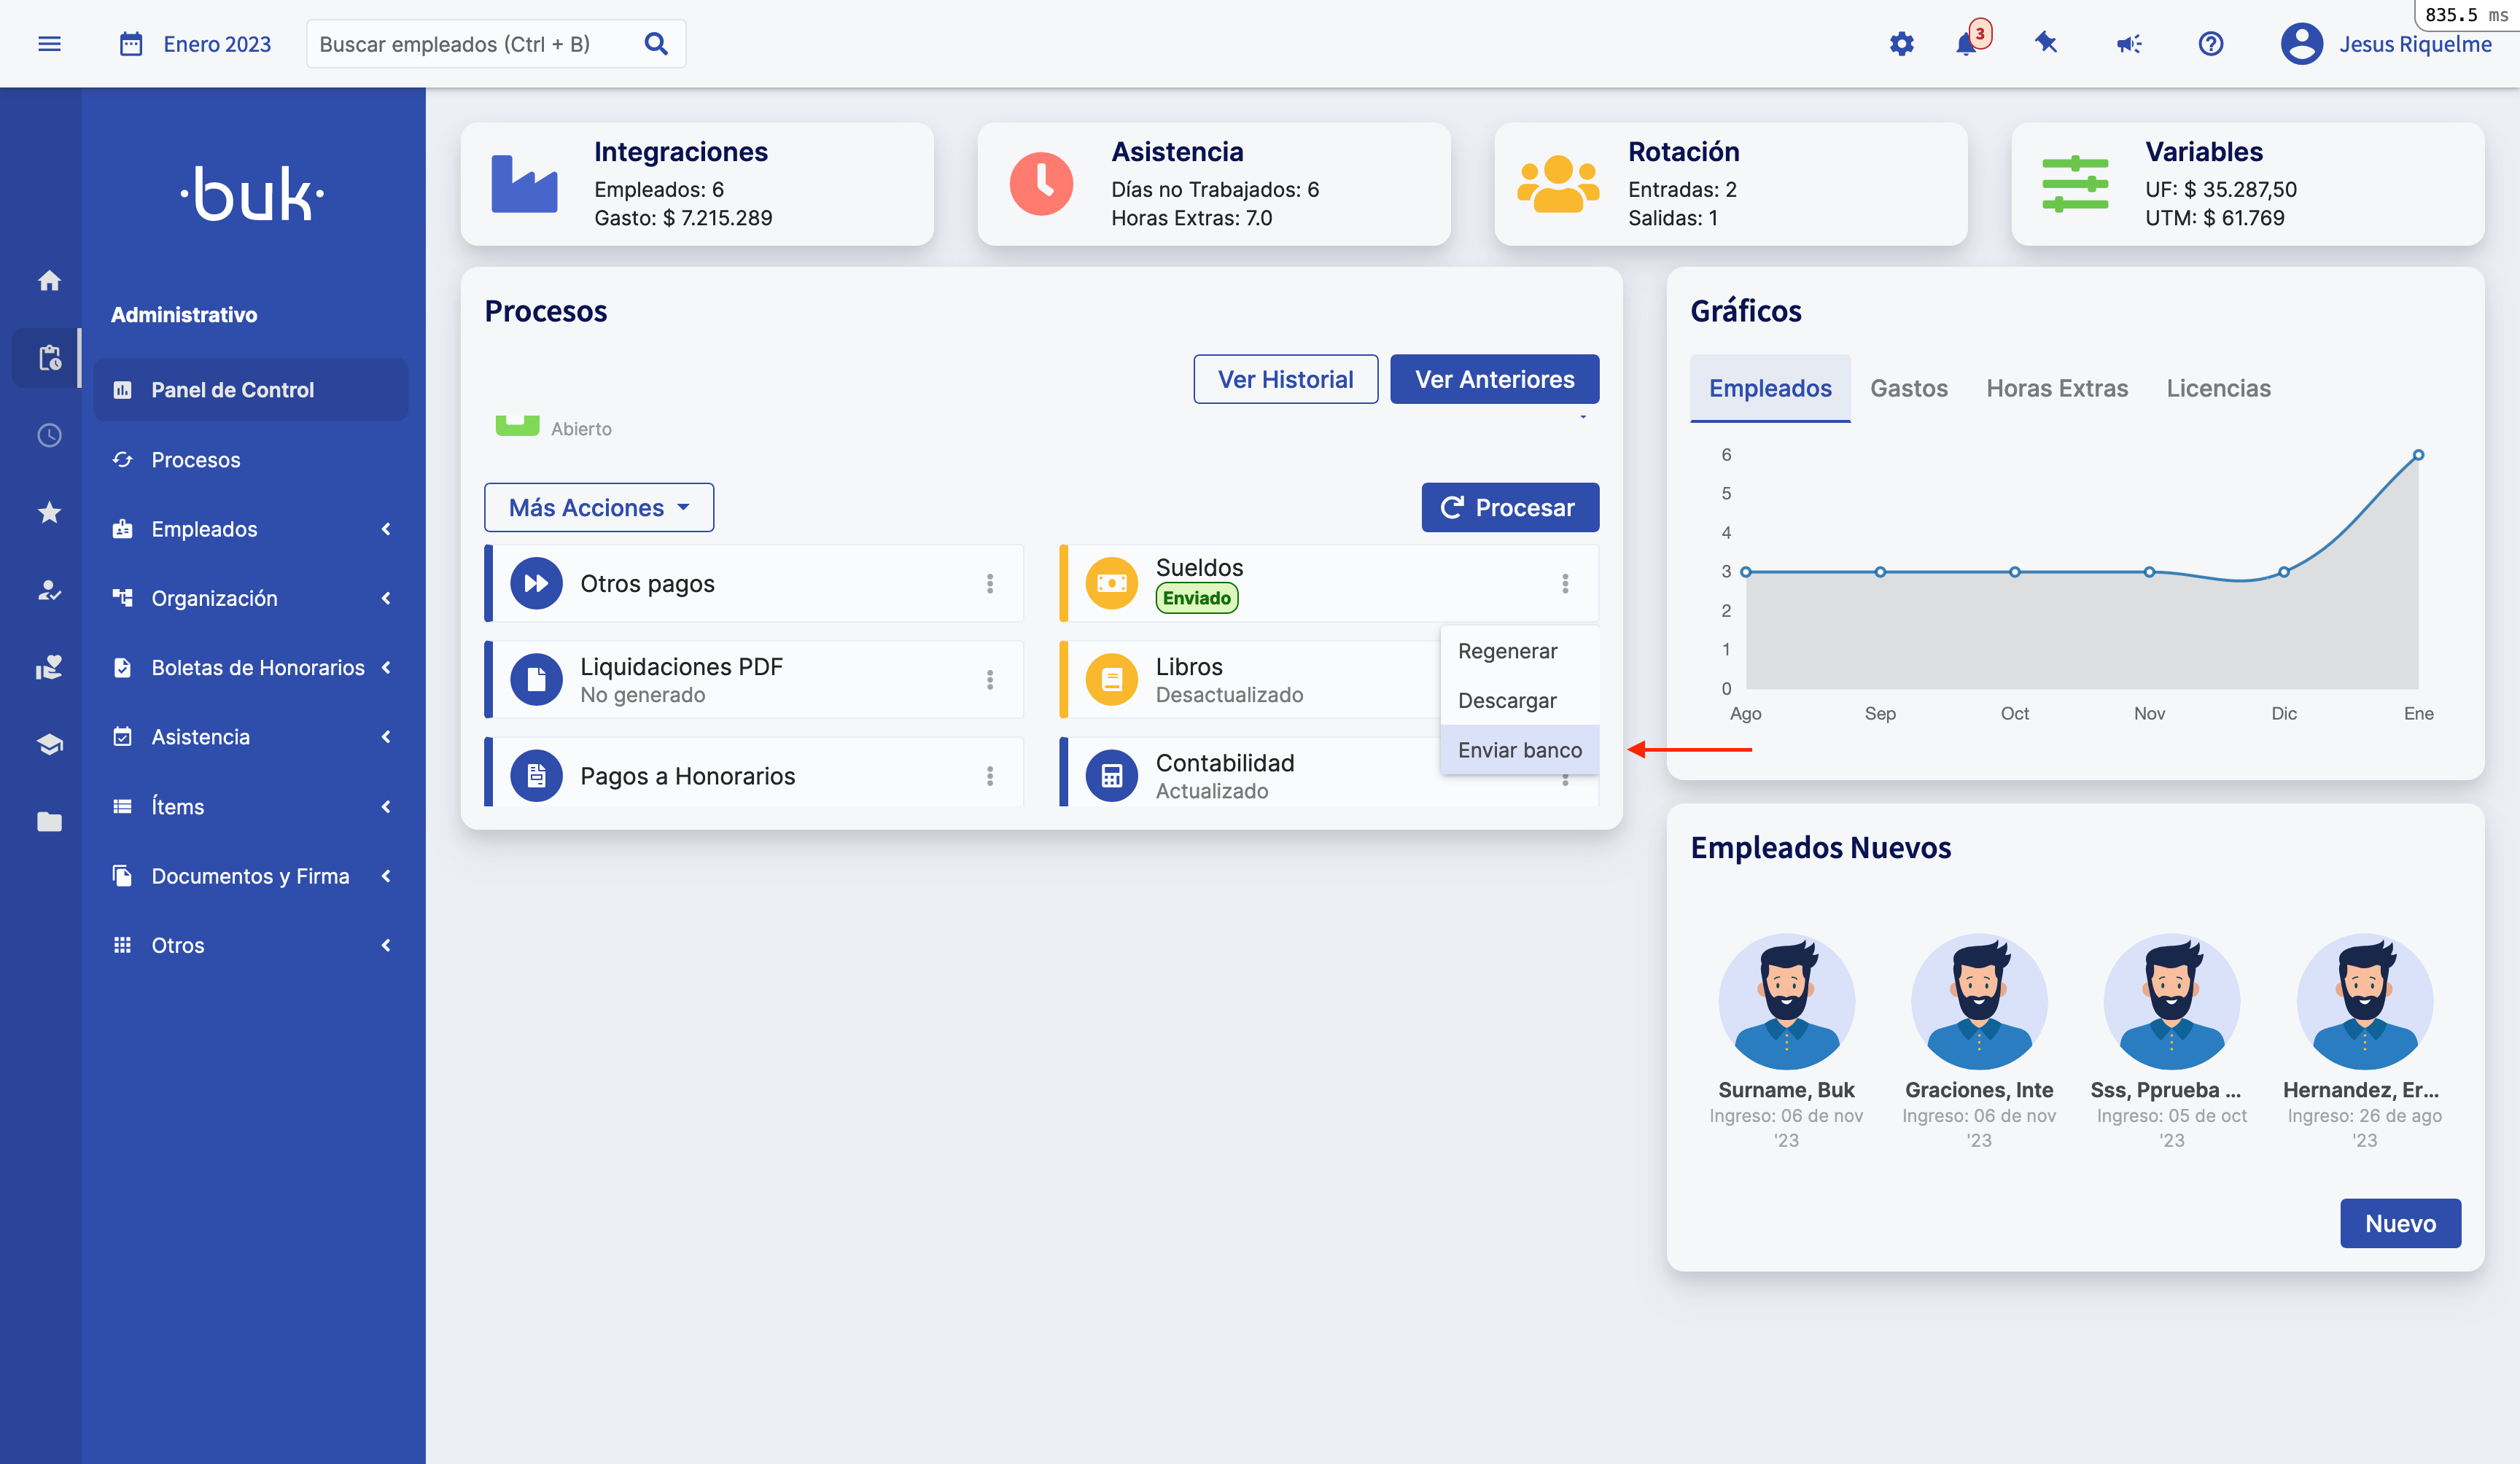 835.5 ms
Enero 2023
Buscar empleados (Ctrl + B)
3
Jesus Riquelme
·buk·
Administrativo
Panel de Control
Procesos
Empleados
Organización
Boletas de Honorarios
Asistencia
Ítems
Documentos y Firma
Otros
Integraciones
Empleados: 6
Gasto: $ 7.215.289
Asistencia
Días no Trabajados: 6
Horas Extras: 7.0
Rotación
Entradas: 2
Salidas: 1
Variables
UF: $ 35.287,50
UTM: $ 61.769
Procesos
Ver Historial
Ver Anteriores
Abierto
Más Acciones
Procesar
Otros pagos
Sueldos
Enviado
Liquidaciones PDF
No generado
Libros
Desactualizado
Pagos a Honorarios
Contabilidad
Actualizado
Regenerar
Descargar
Enviar banco
Gráficos
Empleados Gastos Horas Extras Licencias
6
5
4
3
2
1
0
Ago Sep Oct Nov Dic Ene
Empleados Nuevos
Surname, Buk
Ingreso: 06 de nov
'23
Graciones, Inte
Ingreso: 06 de nov
'23
Sss, Pprueba ...
Ingreso: 05 de oct
'23
Hernandez, Er...
Ingreso: 26 de ago
'23
Nuevo